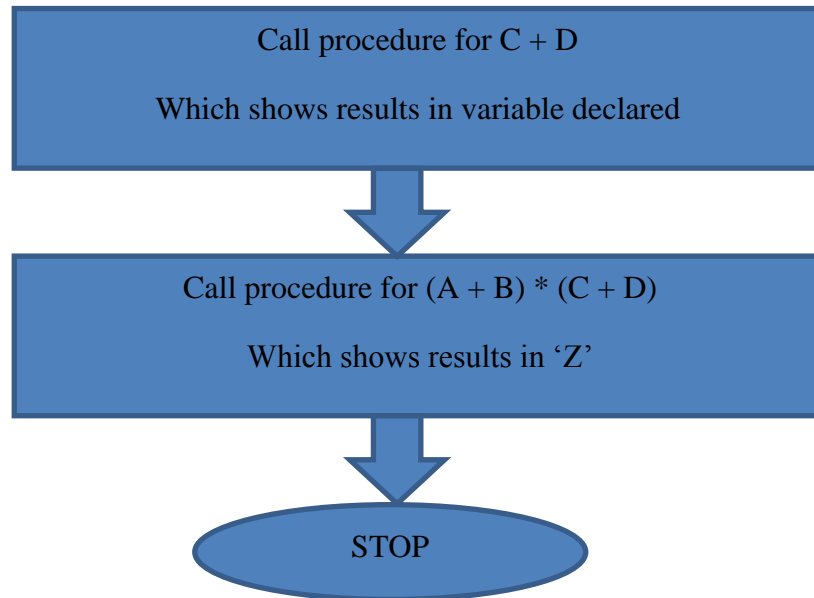 Call procedure for C + D
Which shows results in variable declared
Call procedure for (A + B) * (C + D)
Which shows results in ‘Z’
STOP